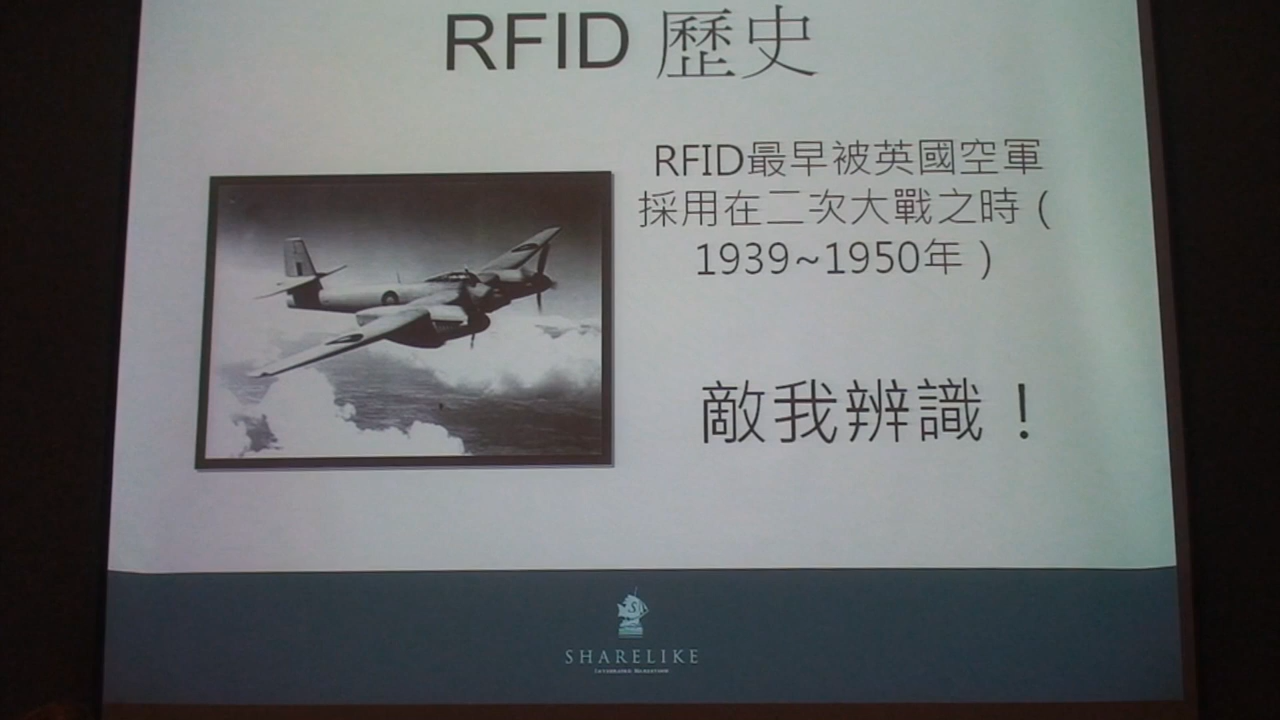 RFID 歷史
RFID最早被英國空軍
採用在二次大戰之時（
1939~1950年）
敵我辨識！
SHARELIKE